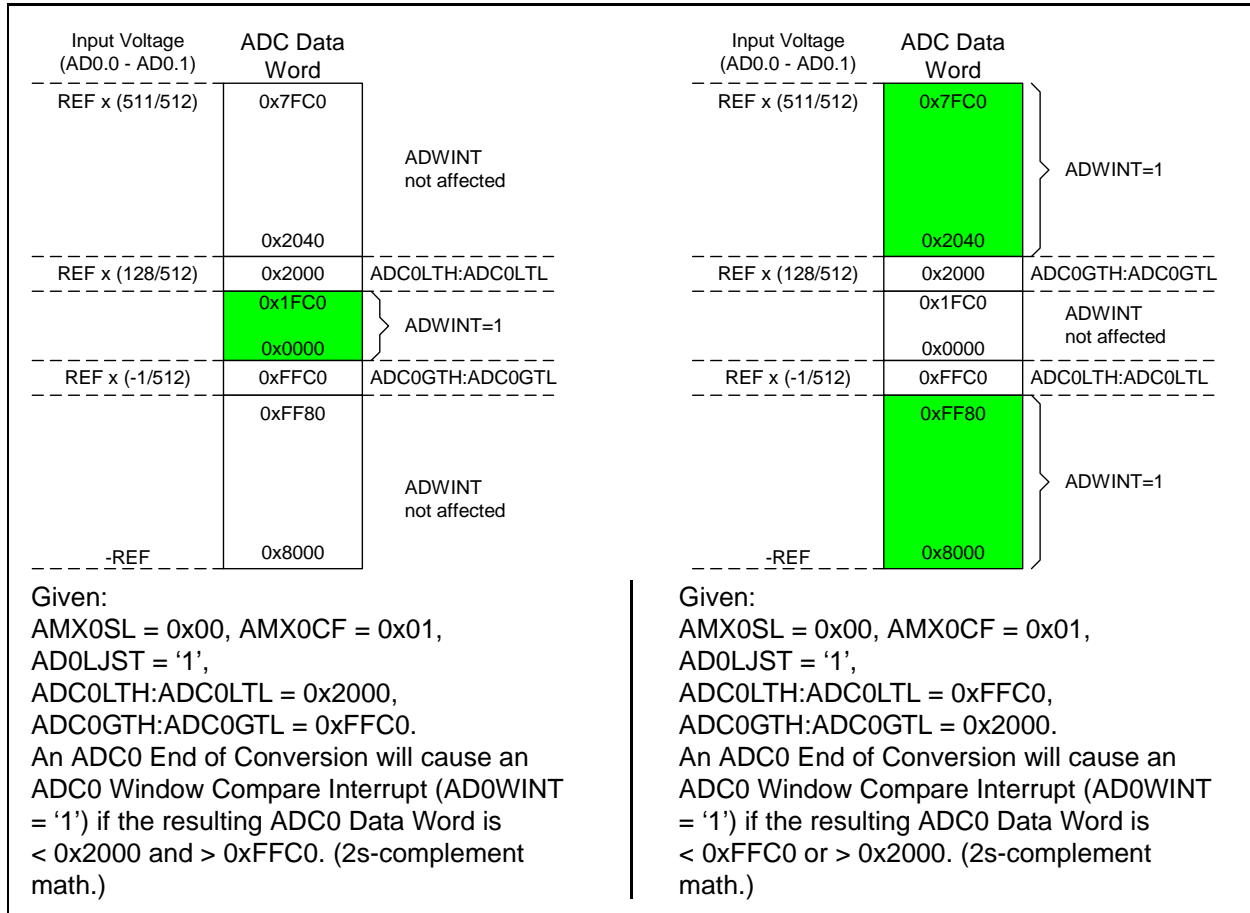 Input Voltage
(AD0.0 - AD0.1)
ADC Data
Word
REF x (511/512)
0x7FC0
ADWINT
not affected
0x2040
REF x (128/512)
0x2000
ADC0LTH:ADC0LTL
0x1FC0
ADWINT=1
0x0000
REF x (-1/512)
0xFFC0
ADC0GTH:ADC0GTL
0xFF80
ADWINT
not affected
-REF
0x8000
Given:
AMX0SL = 0x00, AMX0CF = 0x01,
AD0LJST = ‘1’,
ADC0LTH:ADC0LTL = 0x2000,
ADC0GTH:ADC0GTL = 0xFFC0.
An ADC0 End of Conversion will cause an
ADC0 Window Compare Interrupt (AD0WINT
= ‘1’) if the resulting ADC0 Data Word is
< 0x2000 and > 0xFFC0. (2s-complement
math.)
Input Voltage
(AD0.0 - AD0.1)
ADC Data
Word
REF x (511/512)
0x7FC0
ADWINT=1
0x2040
REF x (128/512)
0x2000
ADC0GTH:ADC0GTL
0x1FC0
ADWINT
not affected
0x0000
REF x (-1/512)
0xFFC0
ADC0LTH:ADC0LTL
0xFF80
ADWINT=1
-REF
0x8000
Given:
AMX0SL = 0x00, AMX0CF = 0x01,
AD0LJST = ‘1’,
ADC0LTH:ADC0LTL = 0xFFC0,
ADC0GTH:ADC0GTL = 0x2000.
An ADC0 End of Conversion will cause an
ADC0 Window Compare Interrupt (AD0WINT
= ‘1’) if the resulting ADC0 Data Word is
< 0xFFC0 or > 0x2000. (2s-complement
math.)